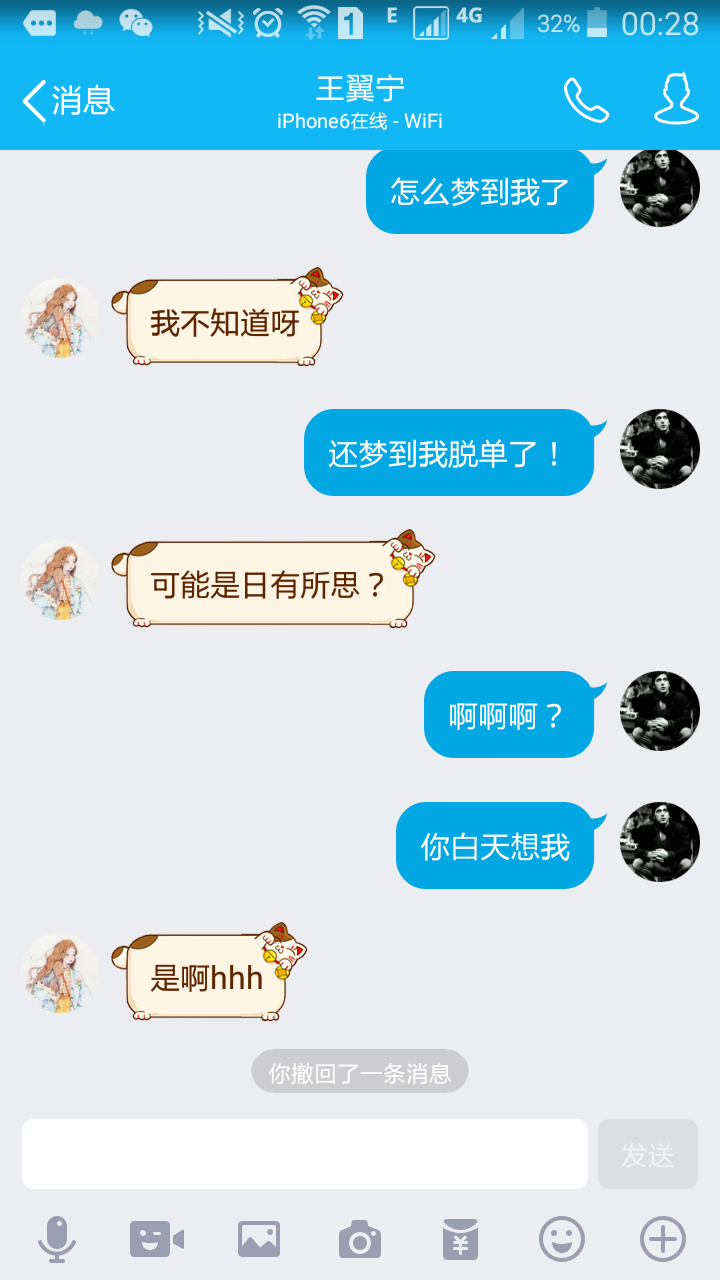 1 E 4G 32% 00:28
消息
王翼宁
iPhone6在线 - WiFi
怎么梦到我了
我不知道呀
还梦到我脱单了！
可能是日有所思？
啊啊啊？
你白天想我
是啊hhh
你撤回了一条消息
发送